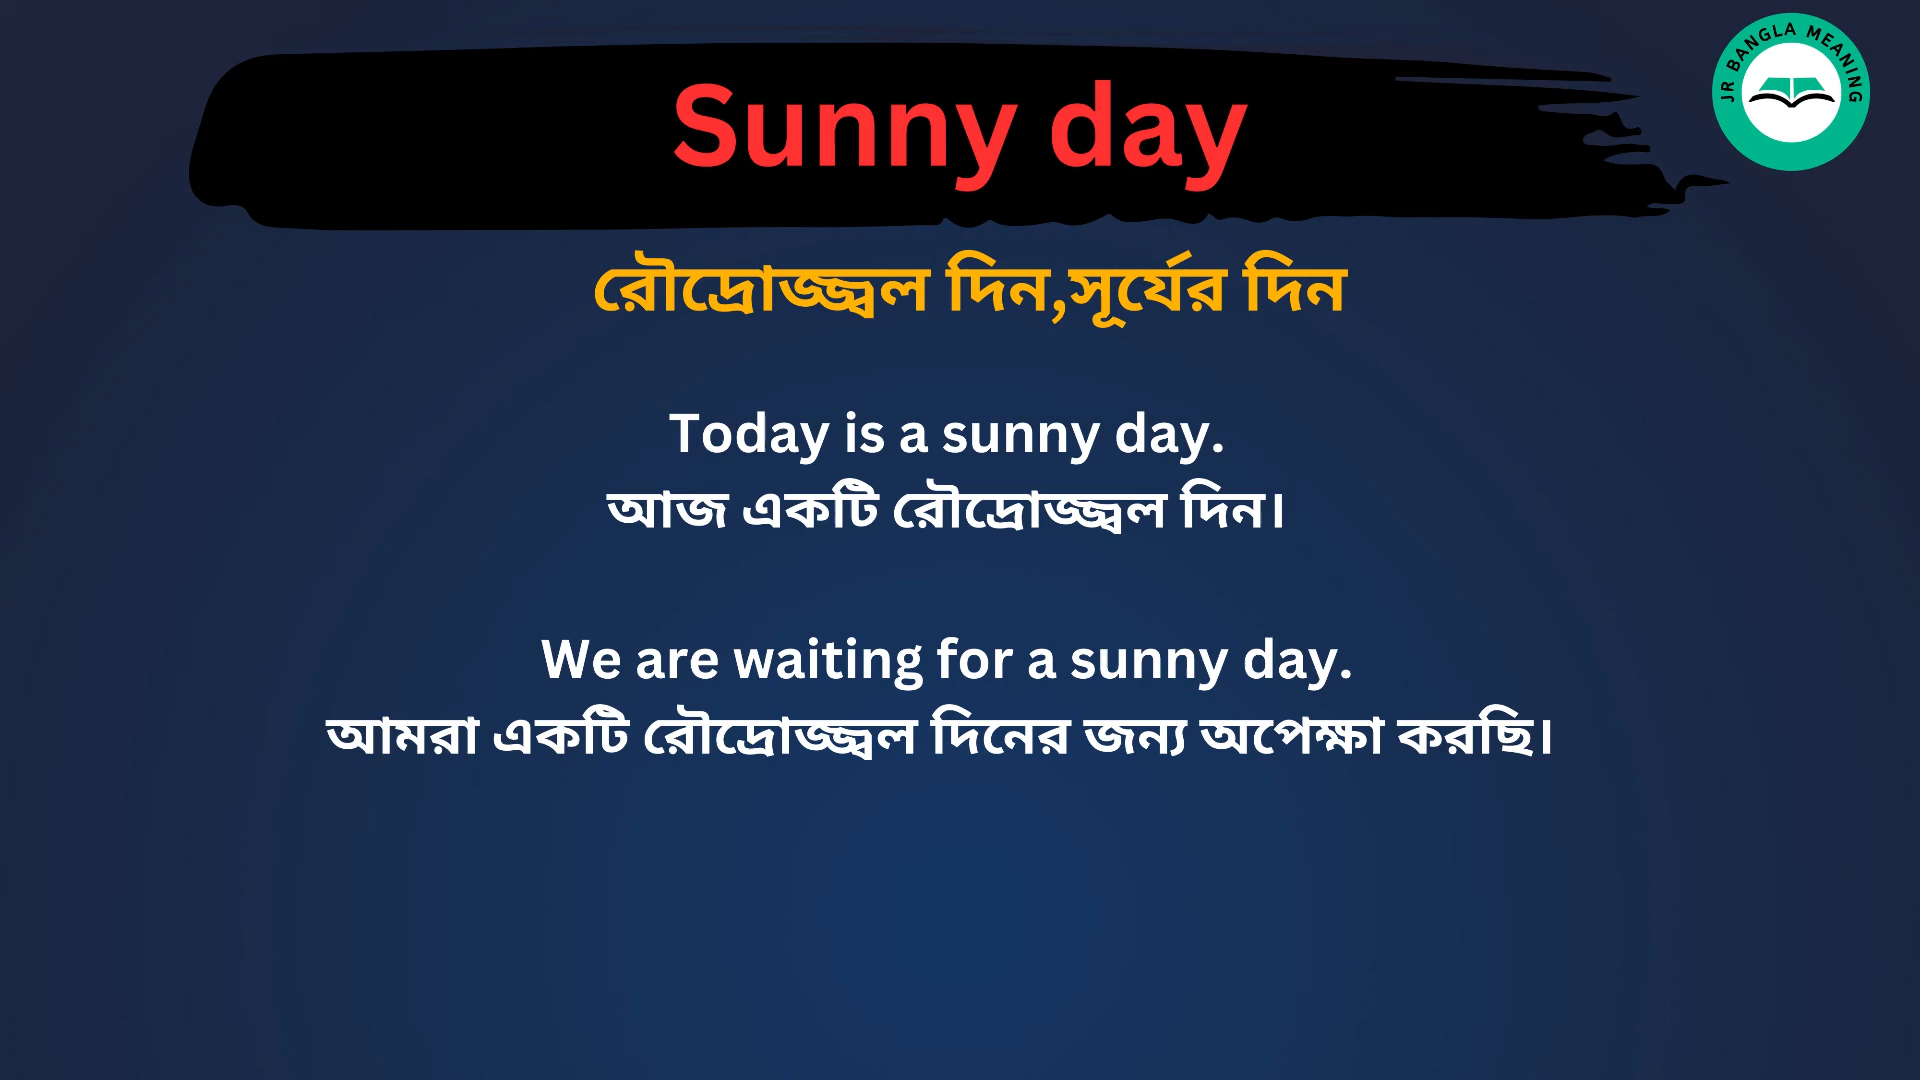 JR BANGLA MEANING
Sunny day
রৌদ্রোজ্জ্বল দিন,সূর্যের দিন
Today is a sunny day.
আজ একটি রৌদ্রোজ্জ্বল দিন।
We are waiting for a sunny day.
আমরা একটি রৌদ্রোজ্জ্বল দিনের জন্য অপেক্ষা করছি।